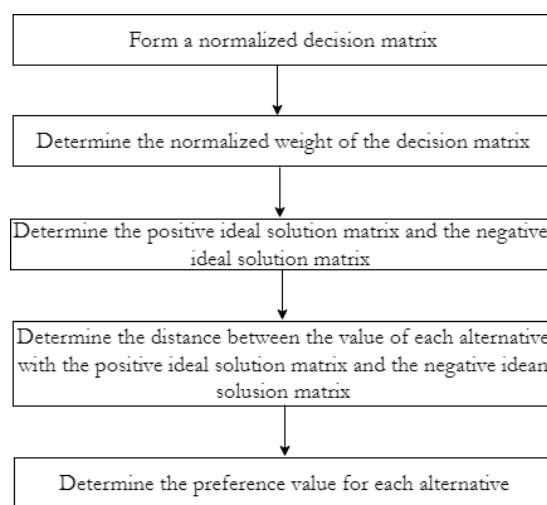 Form a normalized decision matrix
Determine the normalized weight of the decision matrix
Determine the positive ideal solution matrix and the negative
ideal solution matrix
Determine the distance between the value of each alternative
with the positive ideal solution matrix and the negative idean
solusion matrix
Determine the preference value for each alternative